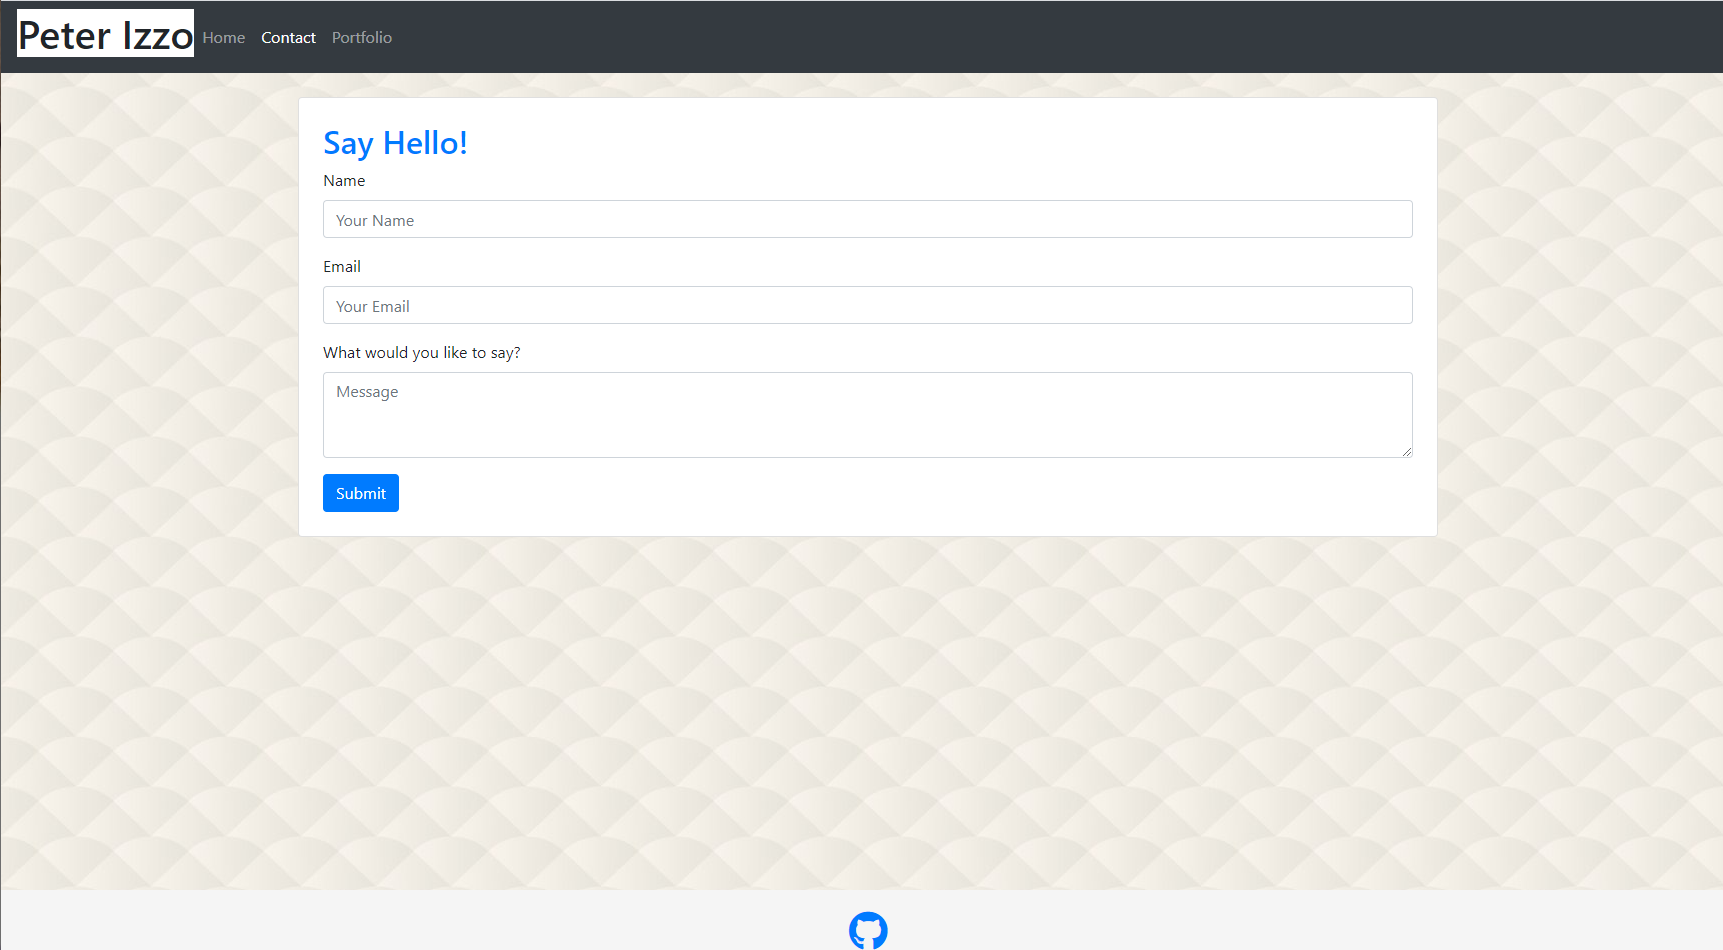 Peter Izzo Home Contact Portfolio
Say Hello!
Name
Your Name
Email
Your Email
What would you like to say?
Message
Submit